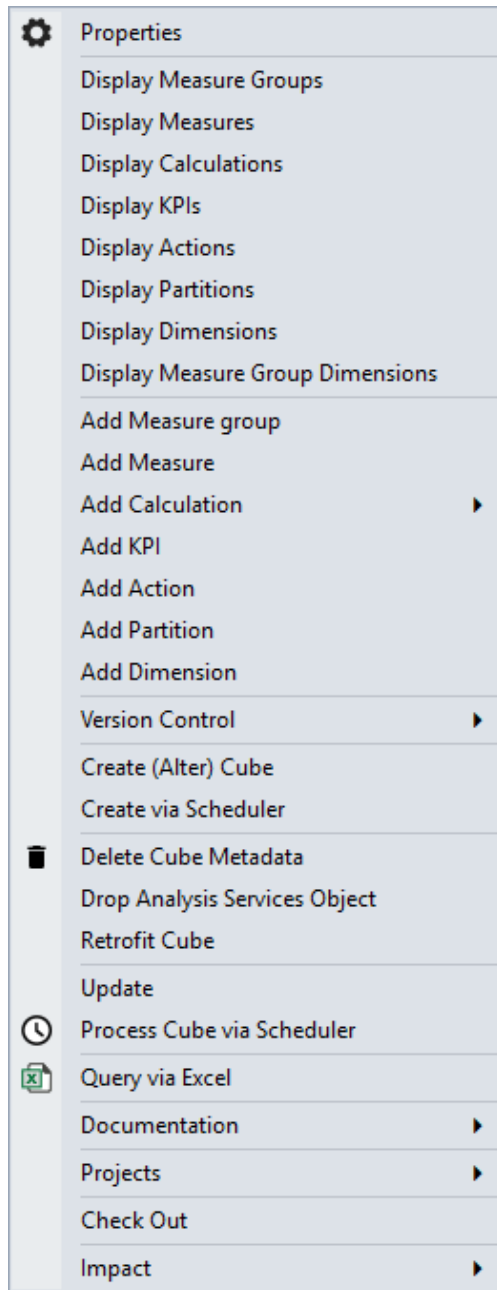 Properties
Display Measure Groups
Display Measures
Display Calculations
Display KPIs
Display Actions
Display Partitions
Display Dimensions
Display Measure Group Dimensions
Add Measure group
Add Measure
Add Calculation
Add KPI
Add Action
Add Partition
Add Dimension
Version Control
Create (Alter) Cube
Create via Scheduler
Delete Cube Metadata
Drop Analysis Services Object
Retrofit Cube
Update
Process Cube via Scheduler
Query via Excel
Documentation
Projects
Check Out
Impact